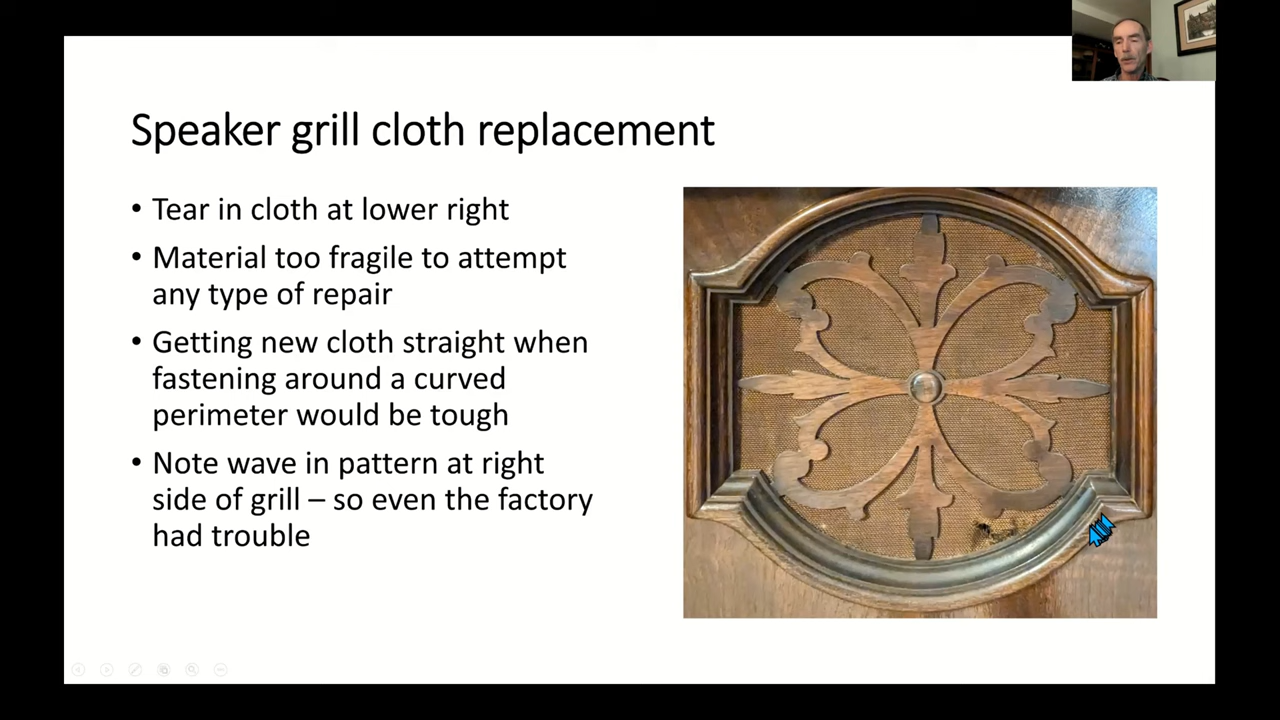 Speaker grill cloth replacement
• Tear in cloth at lower right
• Material too fragile to attempt
any type of repair
• Getting new cloth straight when
fastening around a curved
perimeter would be tough
• Note wave in pattern at right
side of grill – so even the factory
had trouble